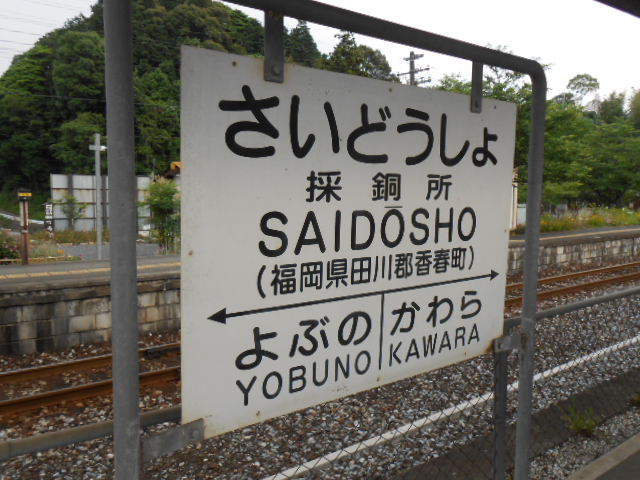 さいどうしょ
採銅所
SAIDŌSHO
(福岡県田川郡香春町)
よぶの かわら
YOBUNO KAWARA